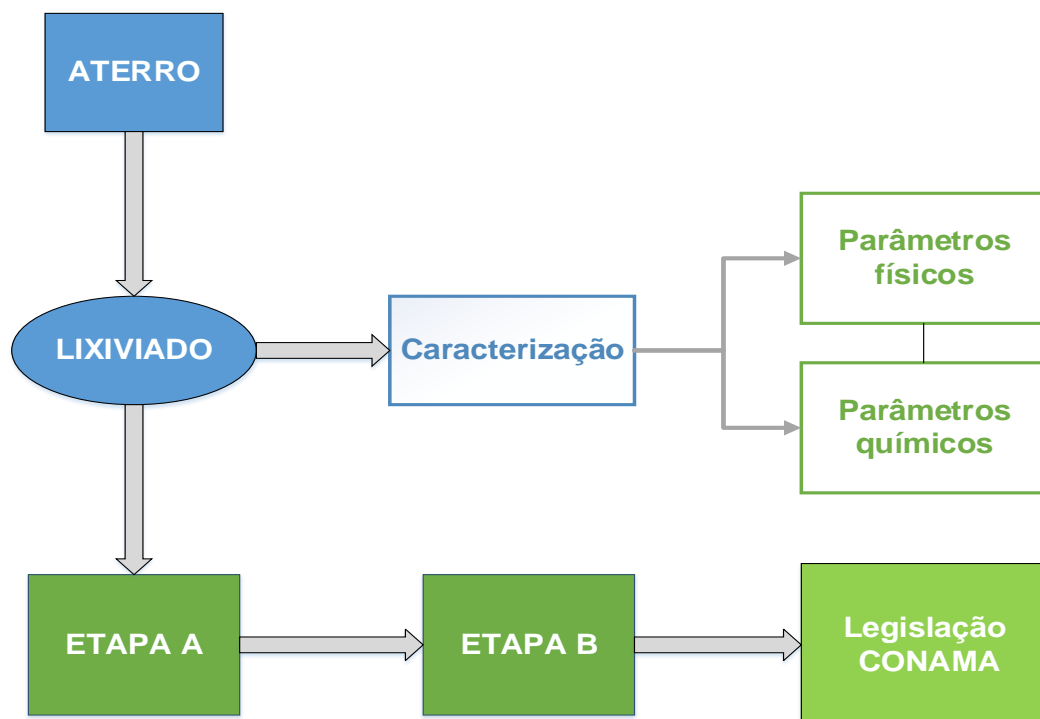 ATERRO
LIXIVIADO
Caracterização
Parâmetros
físicos
Parâmetros
químicos
ETAPA A
ETAPA B
Legislação
CONAMA